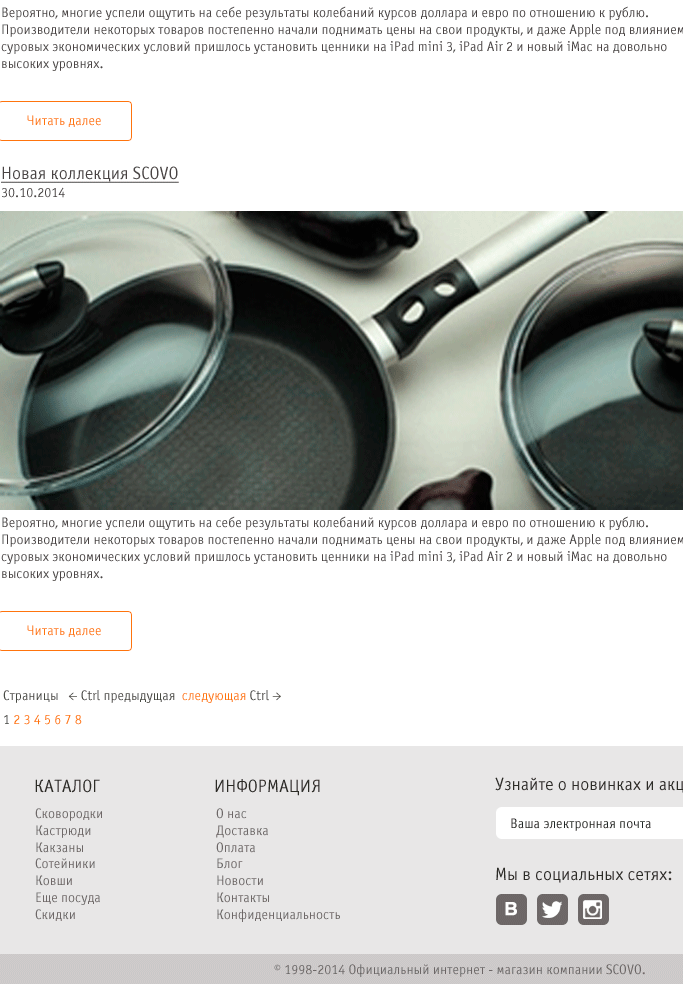 Вероятно, многие успели ощутить на себе результаты колебаний курсов доллара и евро по отношению к рублю.
Производители некоторых товаров постепенно начали поднимать цены на свои продукты, и даже Apple под влиянием
суровых экономических условий пришлось установить ценники на iPad mini 3, iPad Air 2 и новый iMac на довольно
высоких уровнях.
Читать далее
Новая коллекция SCOVO
30.10.2014
Вероятно, многие успели ощутить на себе результаты колебаний курсов доллара и евро по отношению к рублю.
Производители некоторых товаров постепенно начали поднимать цены на свои продукты, и даже Apple под влиянием
суровых экономических условий пришлось установить ценники на iPad mini 3, iPad Air 2 и новый iMac на довольно
высоких уровнях.
Читать далее
Страницы ← Ctrl предыдущая следующая Ctrl →
1 2 3 4 5 6 7 8
КАТАЛОГ
Сковородки
Кастрюди
Какзаны
Сотейники
Ковши
Еще посуда
Скидки
ИНФОРМАЦИЯ
О нас
Доставка
Оплата
Блог
Новости
Контакты
Конфиденциальность
Узнайте о новинках и акц
Ваша электронная почта
Мы в социальных сетях:
В
© 1998-2014 Официальный интернет - магазин компании SCOVO.